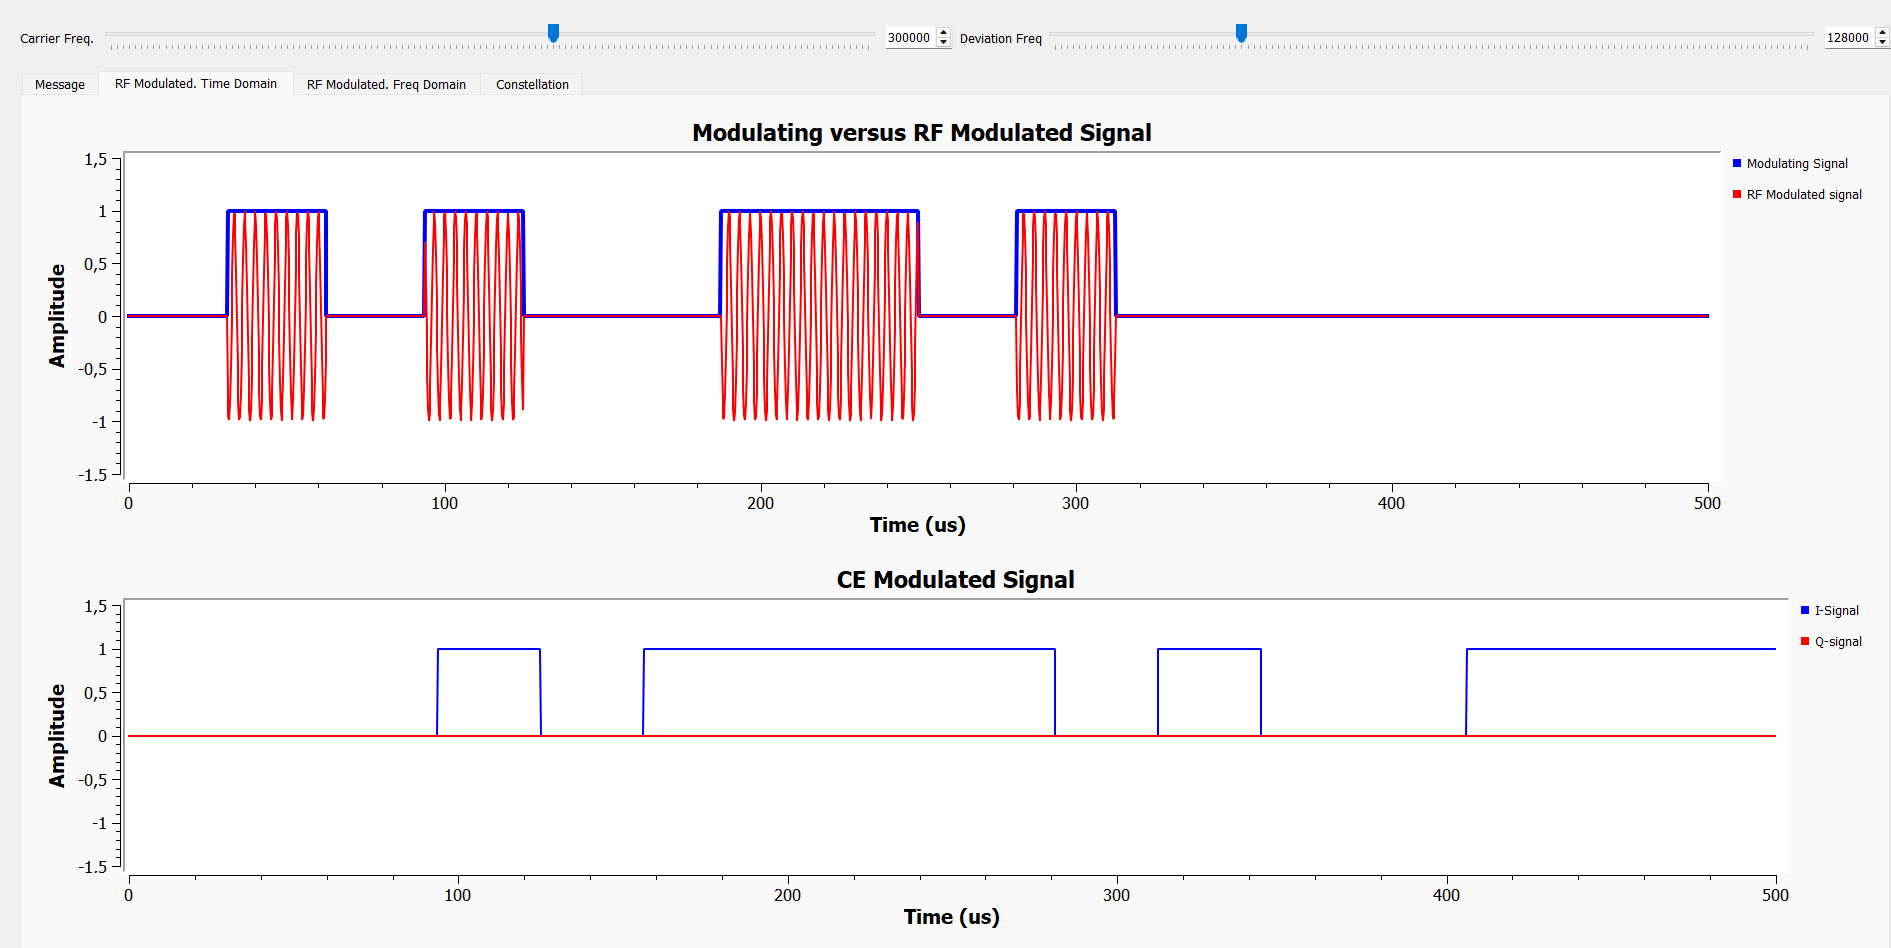 Carrier Freq. 300000 Deviation Freq 128000
Message RF Modulated. Time Domain RF Modulated. Freq Domain Constellation
Modulating versus RF Modulated Signal
1,5
1
0,5
0
-0,5
-1
-1.5
Amplitude
Modulating Signal
RF Modulated signal
0 100 200 300 400 500
Time (us)
CE Modulated Signal
1,5
1
0,5
0
-0,5
-1
-1.5
Amplitude
I-Signal
Q-signal
0 100 200 300 400 500
Time (us)